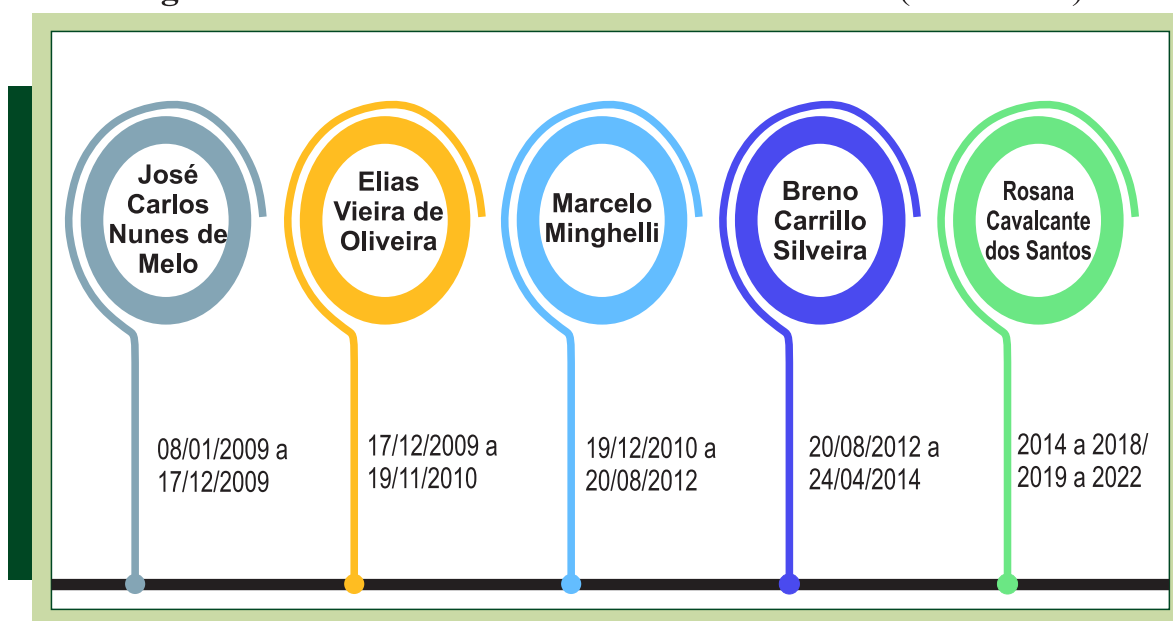 José
Carlos
Nunes de
Melo
08/01/2009 a
17/12/2009
Elias
Vieira de
Oliveira
17/12/2009 a
19/11/2010
Marcelo
Minghelli
19/12/2010 a
20/08/2012
Breno
Carrillo
Silveira
20/08/2012 a
24/04/2014
Rosana
Cavalcante
dos Santos
2014 a 2018/
2019 a 2022